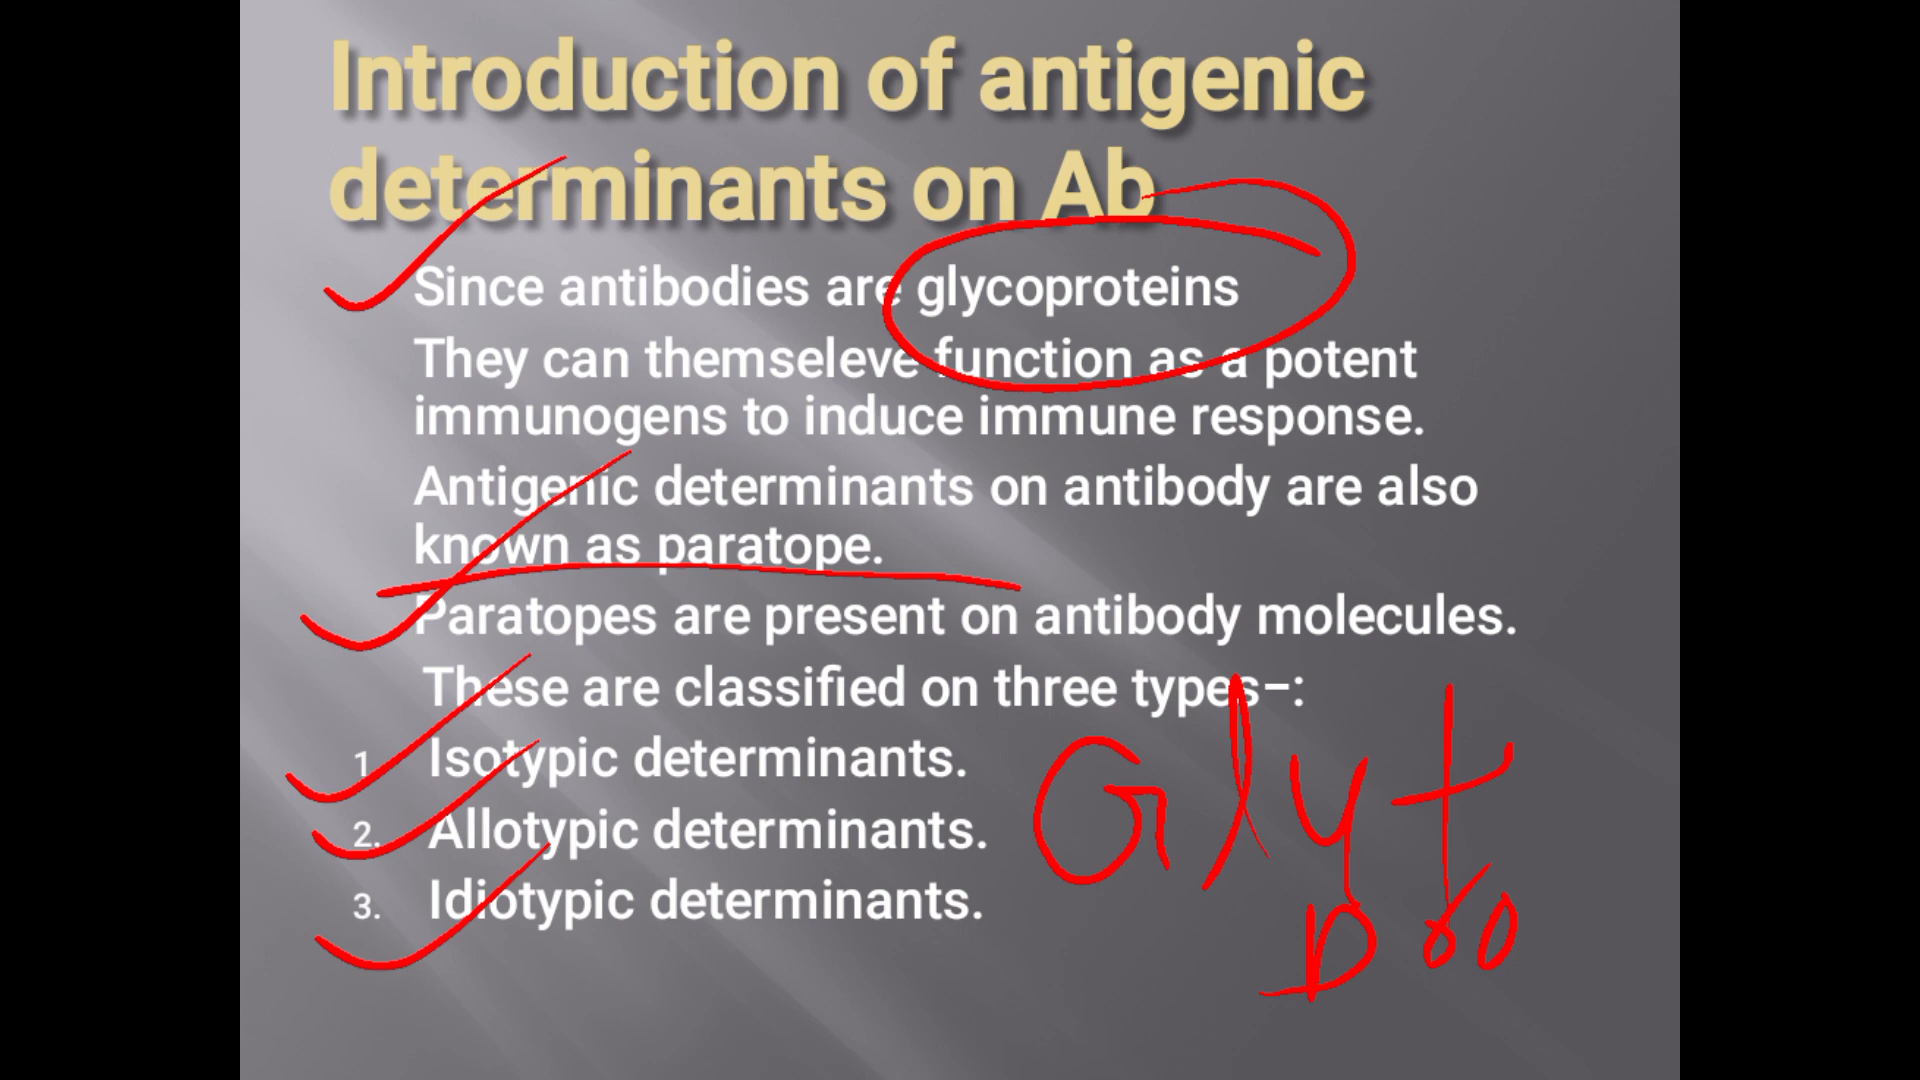 Introduction of antigenic
determinants on Ab
Since antibodies are glycoproteins
They can themseleve function as a potent
immunogens to induce immune response.
Antigenic determinants on antibody are also
known as paratope.
Paratopes are present on antibody molecules.
These are classified on three types-:
1. Isotypic determinants.
2. Allotypic determinants.
3. Idiotypic determinants.
Gly +
pro